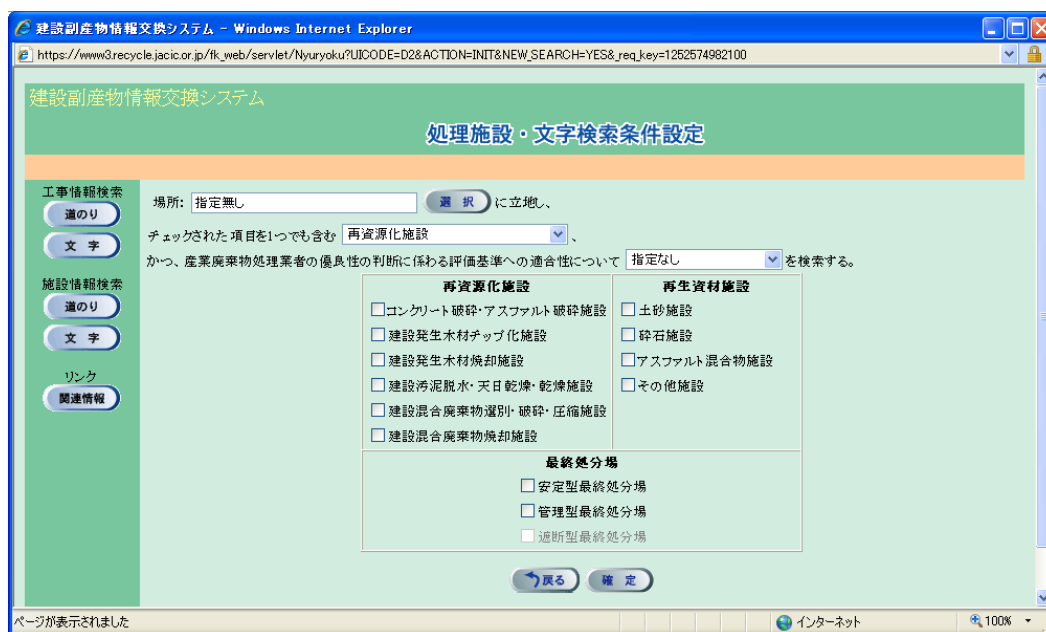 建設副産物情報交換システム - Windows Internet Explorer
https://www3.recycle.jacic.or.jp/fk_web/servlet/Nyuryoku?UICODE=D2&ACTION=INIT&NEW_SEARCH=YES&_req_key=1252574982100
建設副産物情報交換システム
処理施設・文字検索条件設定
工事情報検索
道のり
文 字
施設情報検索
道のり
文 字
リンク
関連情報
場所: 指定無し 選 択 に立地し、
チェックされた項目を1つでも含む 再資源化施設 、
かつ、産業廃棄物処理業者の優良性の判断に係わる評価基準への適合性について 指定なし を検索する。
再資源化施設
コンクリート破砕・アスファルト破砕施設
建設発生木材チップ化施設
建設発生木材焼却施設
建設汚泥脱水・天日乾燥・乾燥施設
建設混合廃棄物選別・破砕・圧縮施設
建設混合廃棄物焼却施設
再生資材施設
土砂施設
砕石施設
アスファルト混合物施設
その他施設
最終処分場
安定型最終処分場
管理型最終処分場
遮断型最終処分場
戻る 確 定
ページが表示されました インターネット 100%